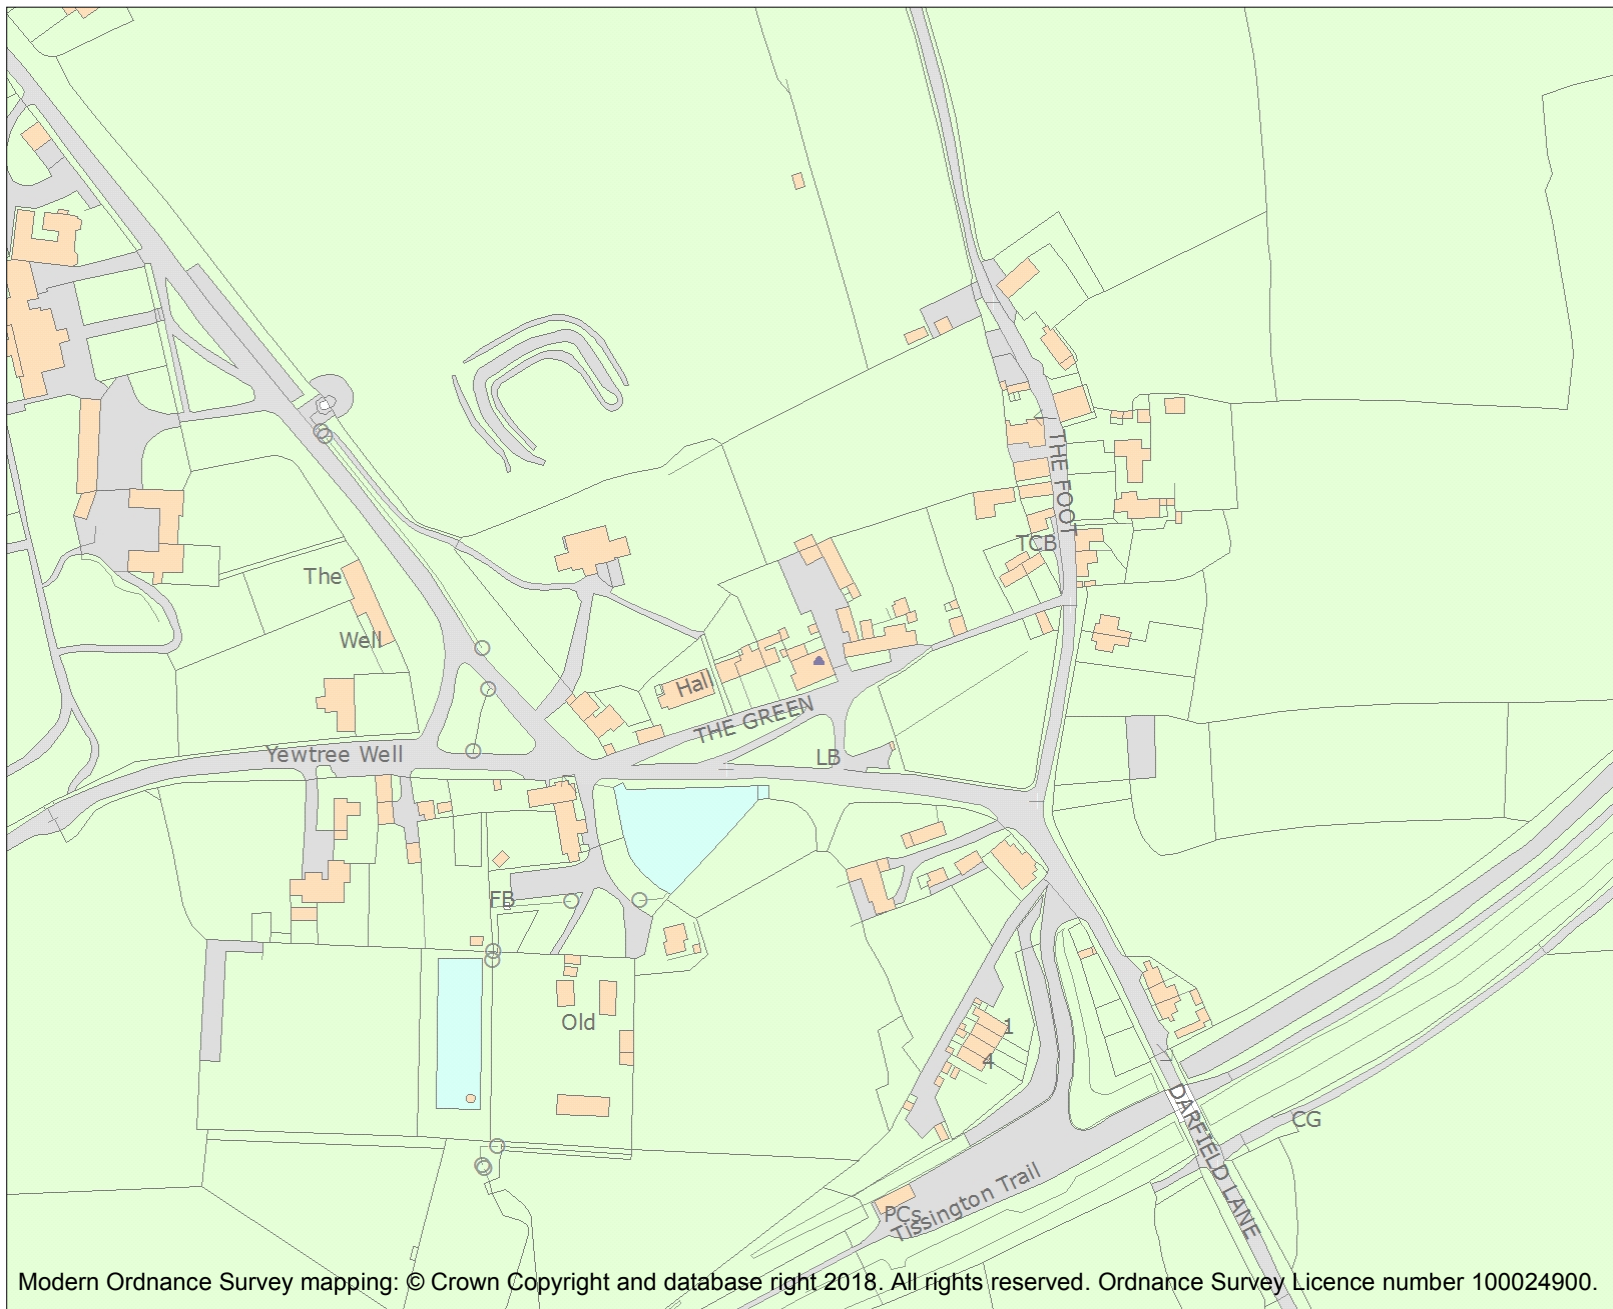 THE FOOT
TCB
The
Well
Hall
THE GREEN
Yewtree Well
LB
FB
Old
1
4
DARFIELD LANE
CG
PCs
Tissington Trail
Modern Ordnance Survey mapping: © Crown Copyright and database right 2018. All rights reserved. Ordnance Survey Licence number 100024900.